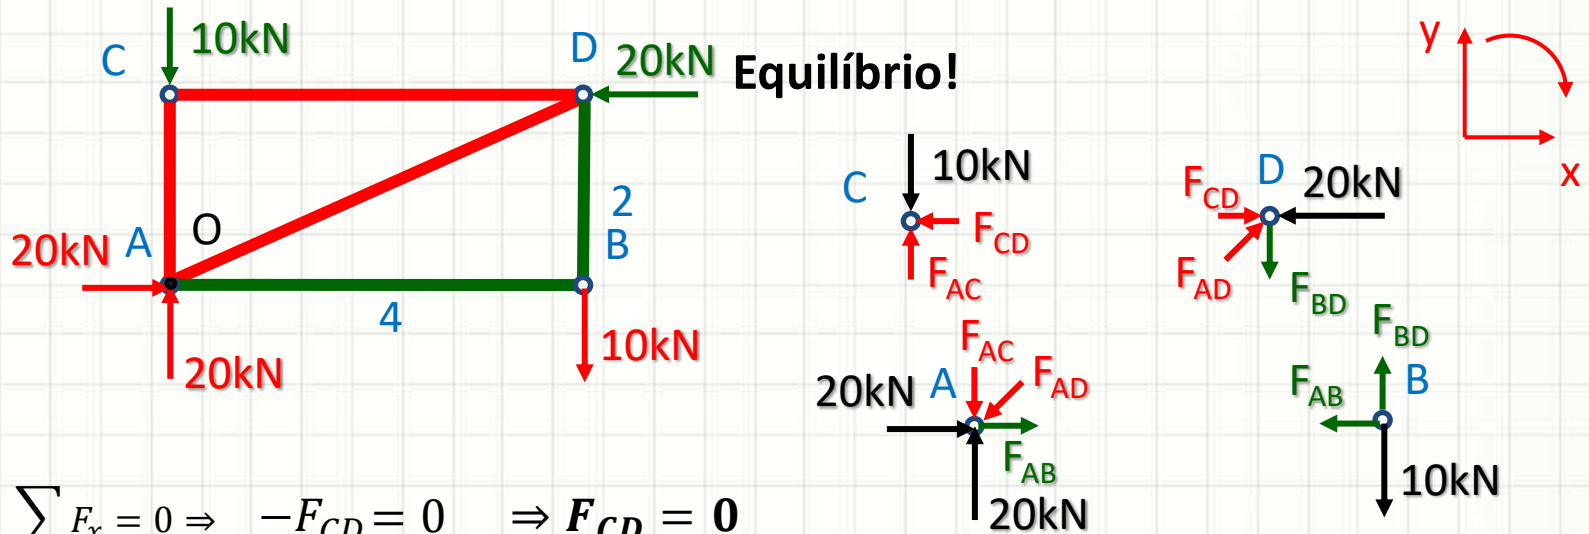 C
10kN
D
20kN
Equilíbrio!
y
x
A
O
2
B
20kN
4
20kN
10kN
C
10kN
F_CD
F_AC
D
F_CD
20kN
F_AD
F_BD
F_AC
A
F_AD
20kN
F_AB
20kN
F_BD
F_AB
B
10kN
∑ F_x = 0 ⇒ −F_CD = 0 ⇒ F_CD = 0